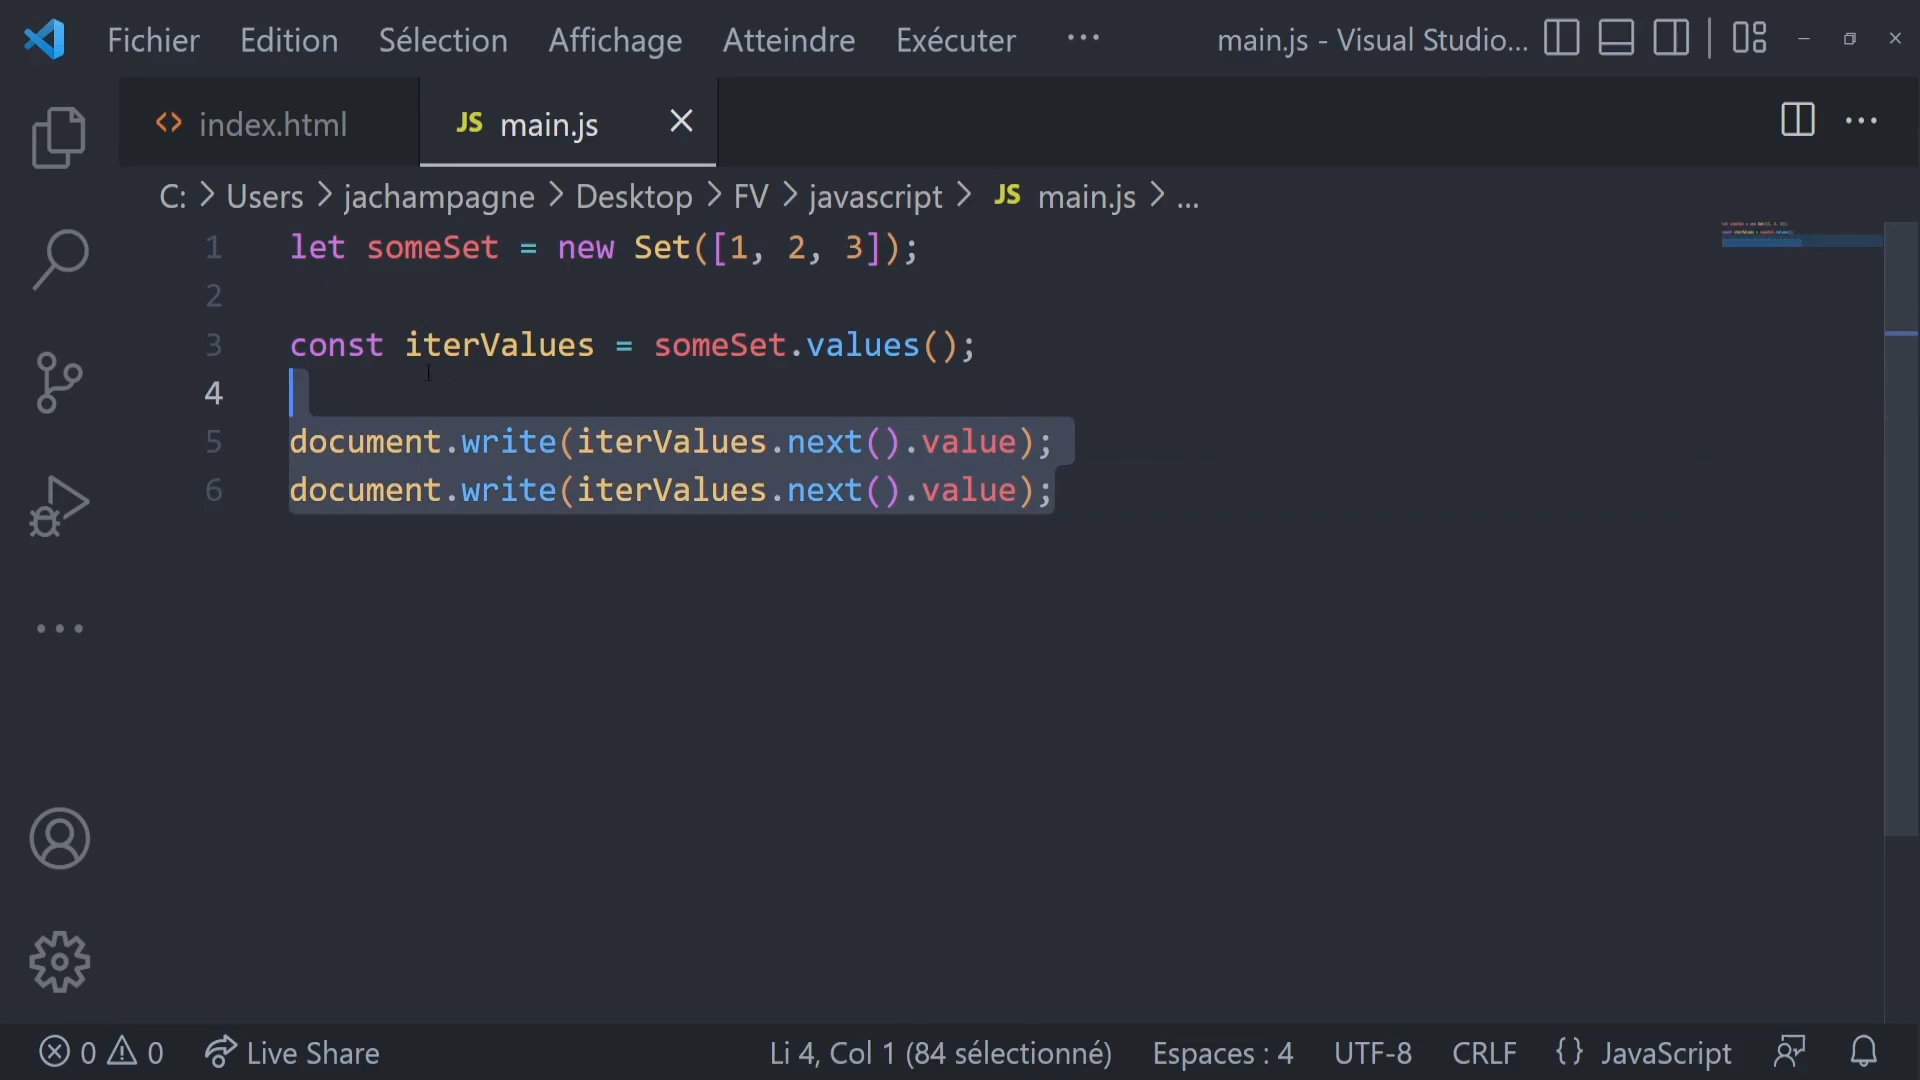 Fichier Edition Sélection Affichage Atteindre Exécuter ··· main.js - Visual Studio...
index.html JS main.js
C: > Users > jachampagne > Desktop > FV > javascript > JS main.js > ...
1 let someSet = new Set([1, 2, 3]);
2
3 const iterValues = someSet.values();
4
5 document.write(iterValues.next().value);
6 document.write(iterValues.next().value);
0 0 Live Share Li 4, Col 1 (84 sélectionné) Espaces : 4 UTF-8 CRLF {} JavaScript